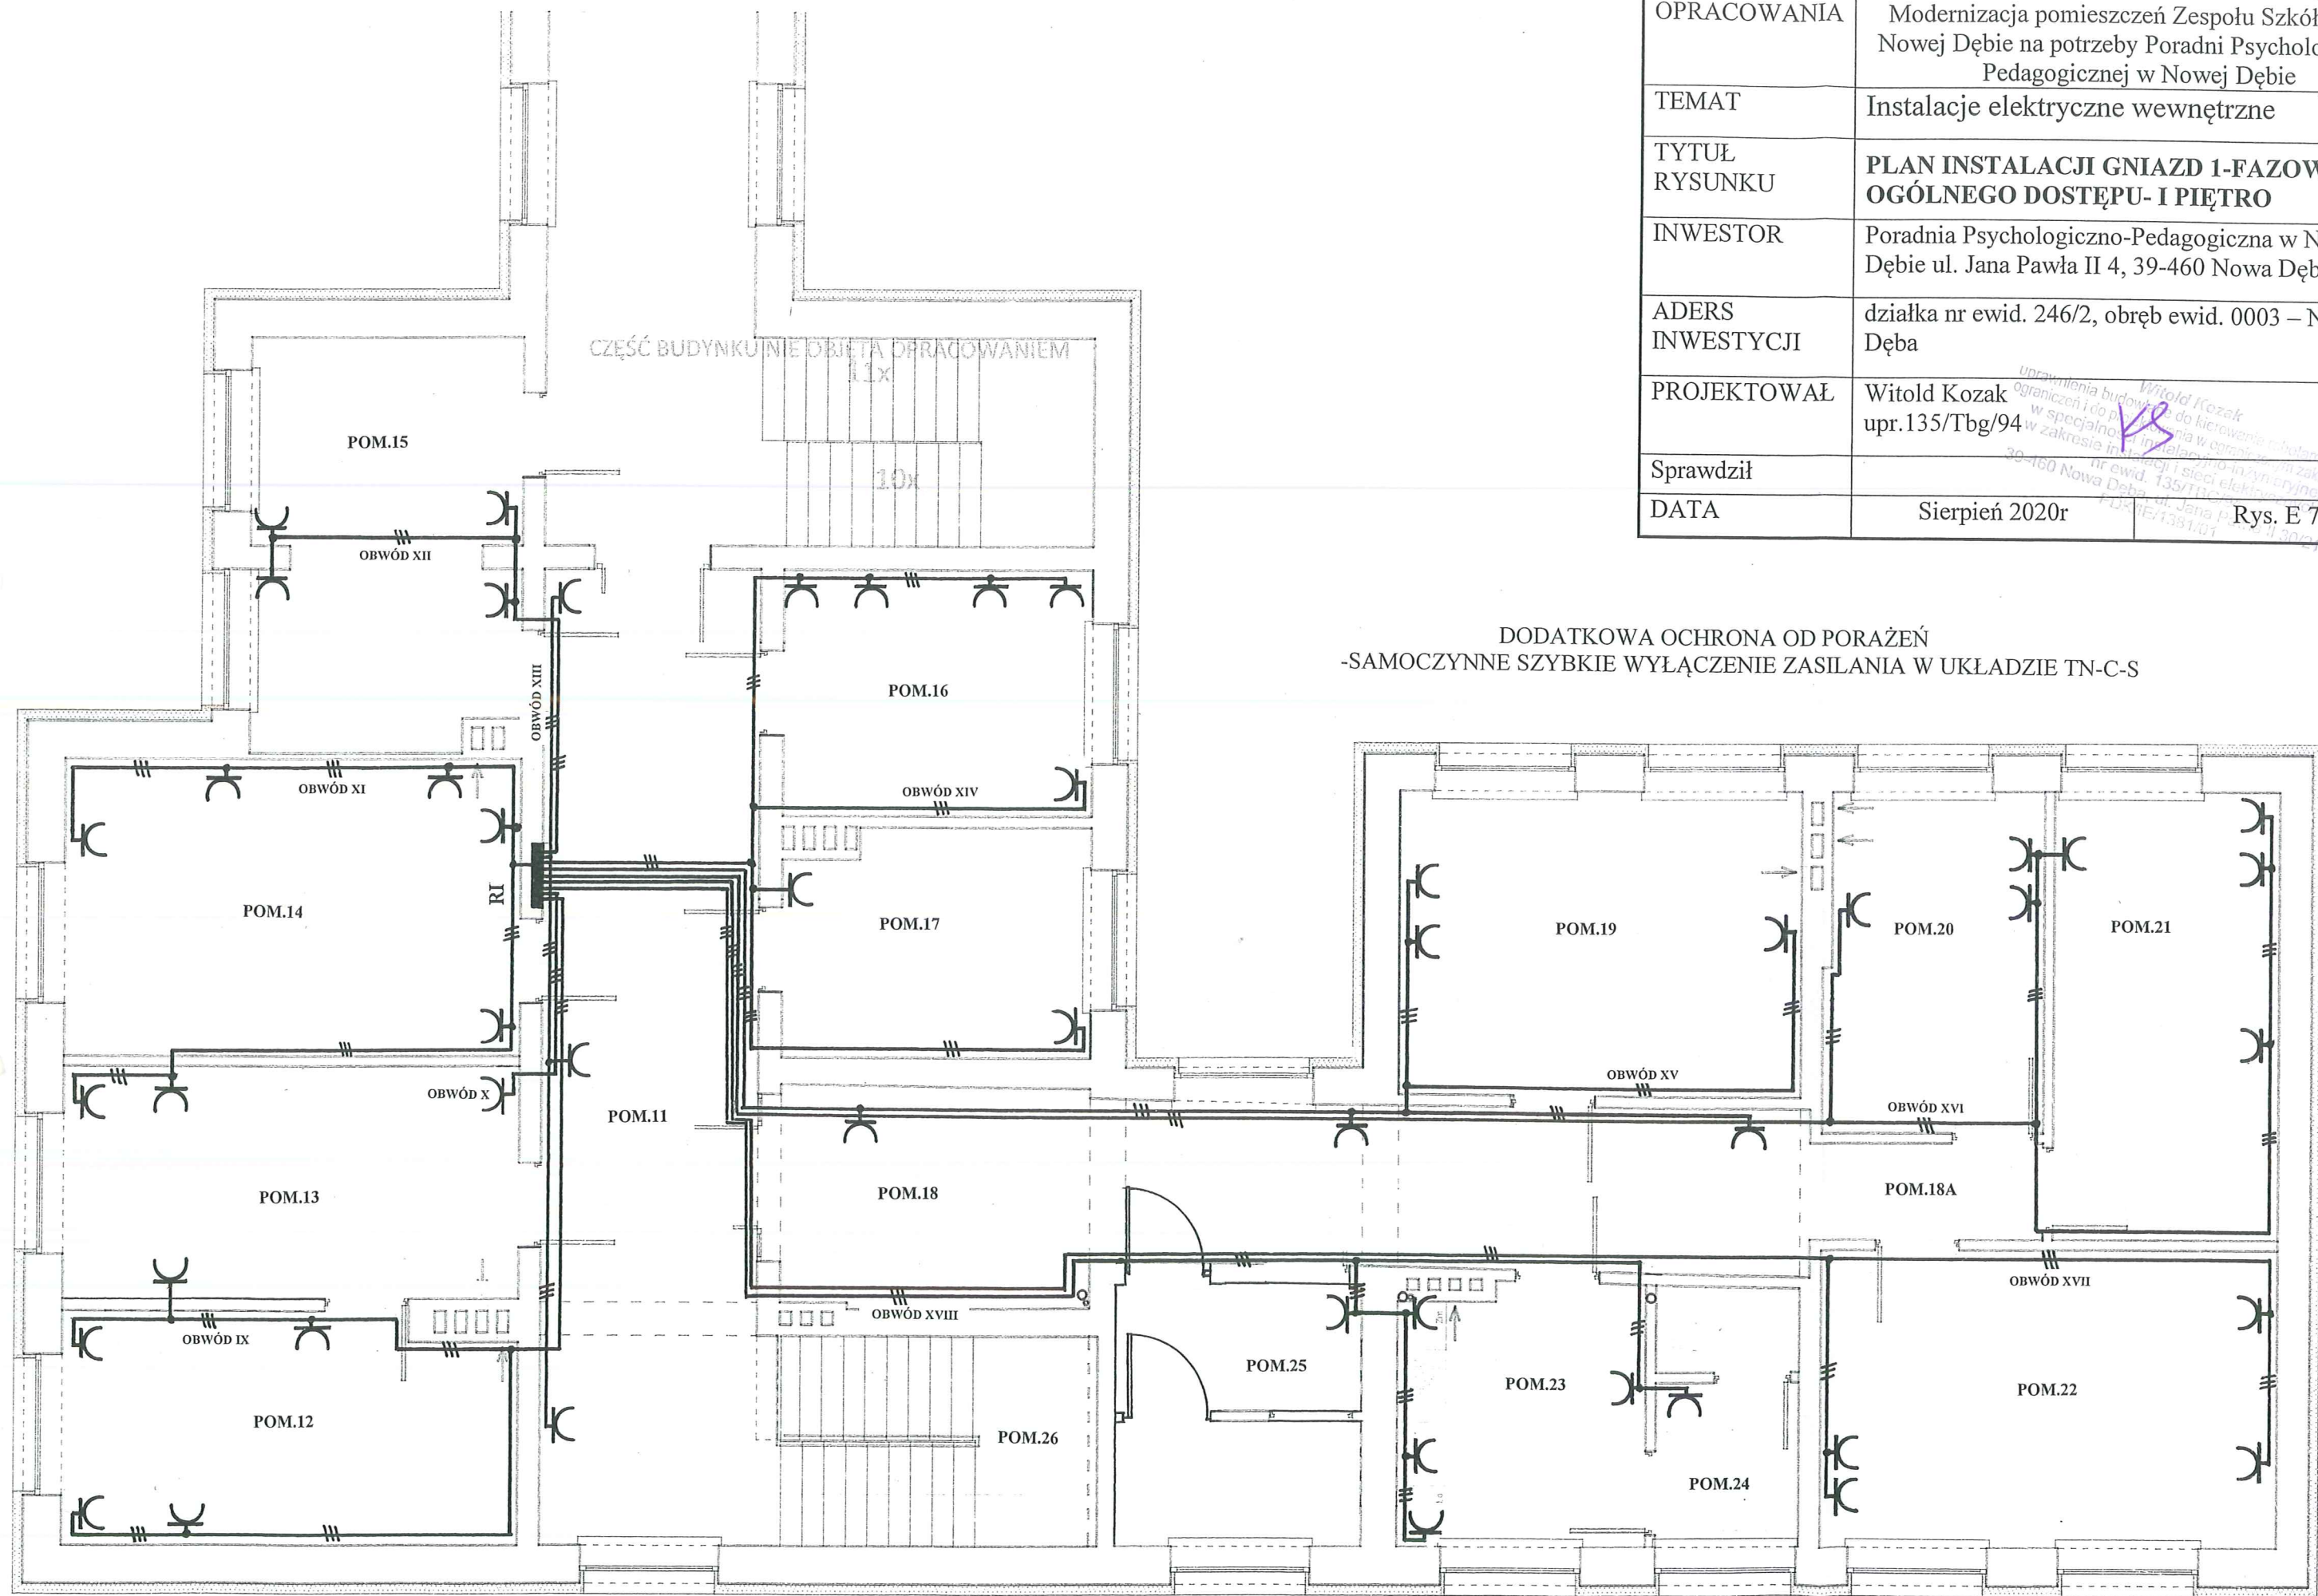 OPRACOWANIA
Modernizacja pomieszczeń Zespołu Szkół
Nowej Dębie na potrzeby Poradni Psycholo
Pedagogicznej w Nowej Dębie
TEMAT
Instalacje elektryczne wewnętrzne
TYTUŁ
RYSUNKU
PLAN INSTALACJI GNIAZD 1-FAZOW
OGÓLNEGO DOSTĘPU- I PIĘTRO
INWESTOR
Poradnia Psychologiczno-Pedagogiczna w N
Dębie ul. Jana Pawła II 4, 39-460 Nowa Dęb
ADERS
INWESTYCJI
działka nr ewid. 246/2, obręb ewid. 0003 – N
Dęba
PROJEKTOWAŁ
Witold Kozak
upr.135/Tbg/94
Witold Kozak
Sprawdził
DATA
Sierpień 2020r
Rys. E 7
CZĘŚĆ BUDYNKU NIE OBJĘTA OPRACOWANIEM
11x
10x
POM.15
OBWÓD XII
OBWÓD XIII
DODATKOWA OCHRONA OD PORAŻEŃ
-SAMOCZYNNE SZYBKIE WYŁĄCZENIE ZASILANIA W UKŁADZIE TN-C-S
POM.16
OBWÓD XI
OBWÓD XIV
RI
POM.14
POM.17
POM.19
POM.20
POM.21
OBWÓD X
OBWÓD XV
POM.11
OBWÓD XVI
POM.13
POM.18
POM.18A
OBWÓD XVII
OBWÓD IX
OBWÓD XVIII
POM.25
POM.23
POM.22
POM.12
POM.26
POM.24